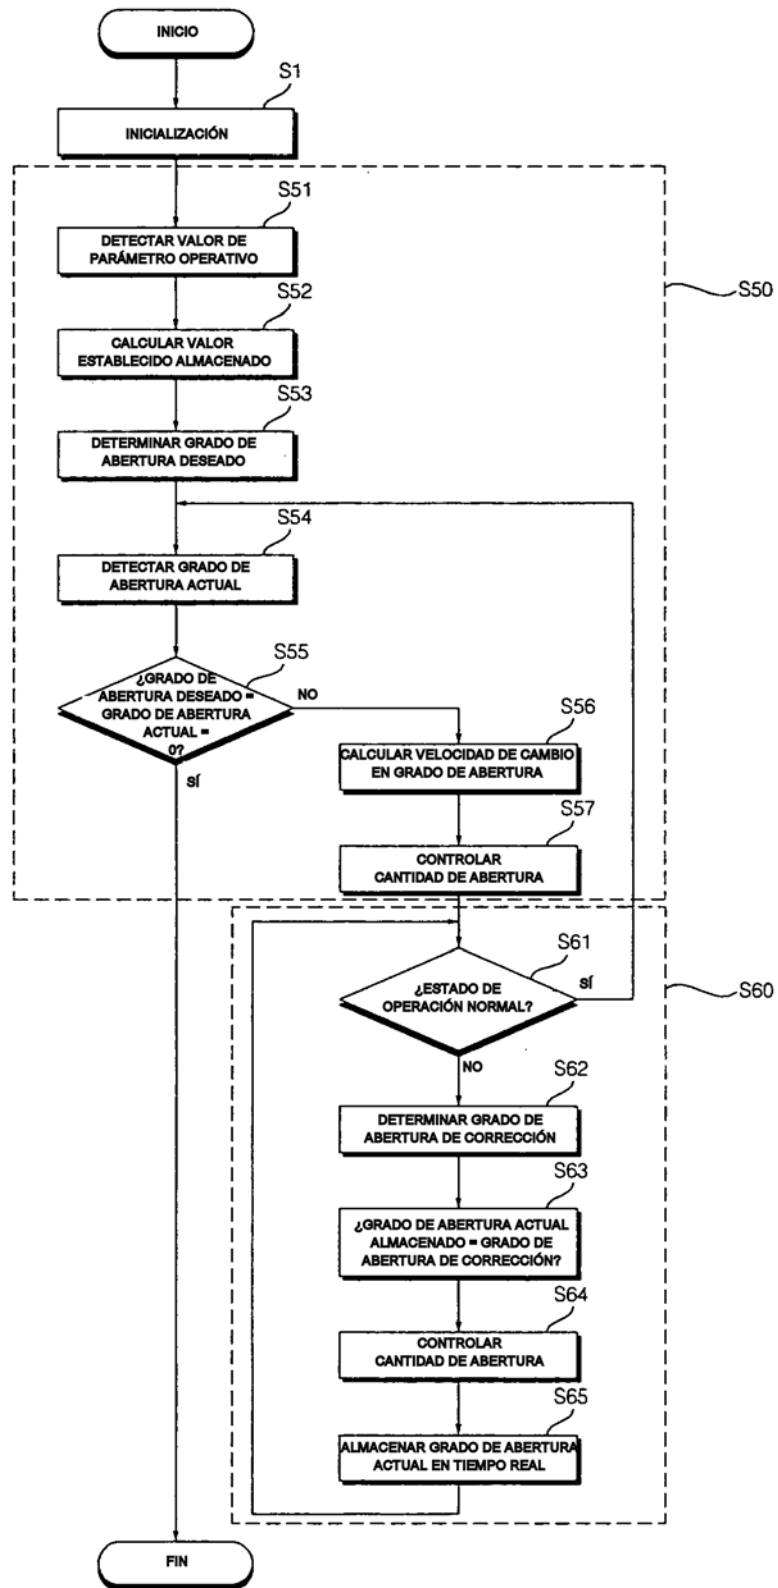 INICIO
S1
INICIALIZACIÓN
S51
DETECTAR VALOR DE
PARÁMETRO OPERATIVO
S50
S52
CALCULAR VALOR
ESTABLECIDO ALMACENADO
S53
DETERMINAR GRADO DE
ABERTURA DESEADO
S54
DETECTAR GRADO DE
ABERTURA ACTUAL
S55
¿GRADO DE
ABERTURA DESEADO =
GRADO DE ABERTURA
ACTUAL =
0?
NO
SÍ
S56
CALCULAR VELOCIDAD DE CAMBIO
EN GRADO DE ABERTURA
S57
CONTROLAR
CANTIDAD DE ABERTURA
S61
¿ESTADO DE
OPERACIÓN NORMAL?
SÍ
S60
NO
S62
DETERMINAR GRADO DE
ABERTURA DE CORRECCIÓN
S63
¿GRADO DE ABERTURA ACTUAL
ALMACENADO = GRADO DE
ABERTURA DE CORRECCIÓN?
S64
CONTROLAR
CANTIDAD DE ABERTURA
S65
ALMACENAR GRADO DE ABERTURA
ACTUAL EN TIEMPO REAL
FIN